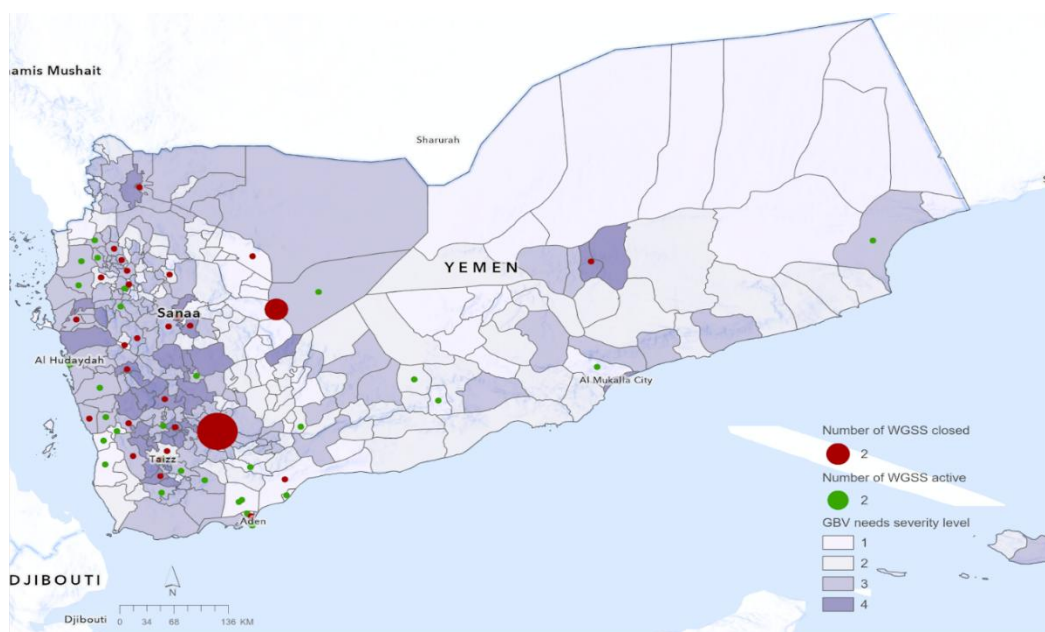 amis Mushait
Sharurah
YEMEN
Sanaa
Al Hudaydah
Al Mukalla City
Taizz
Aden
Number of WGSS closed
2
Number of WGSS active
2
GBV needs severity level
1
2
3
4
DJIBOUTI
N
Djibouti
0 34 68 136 KM